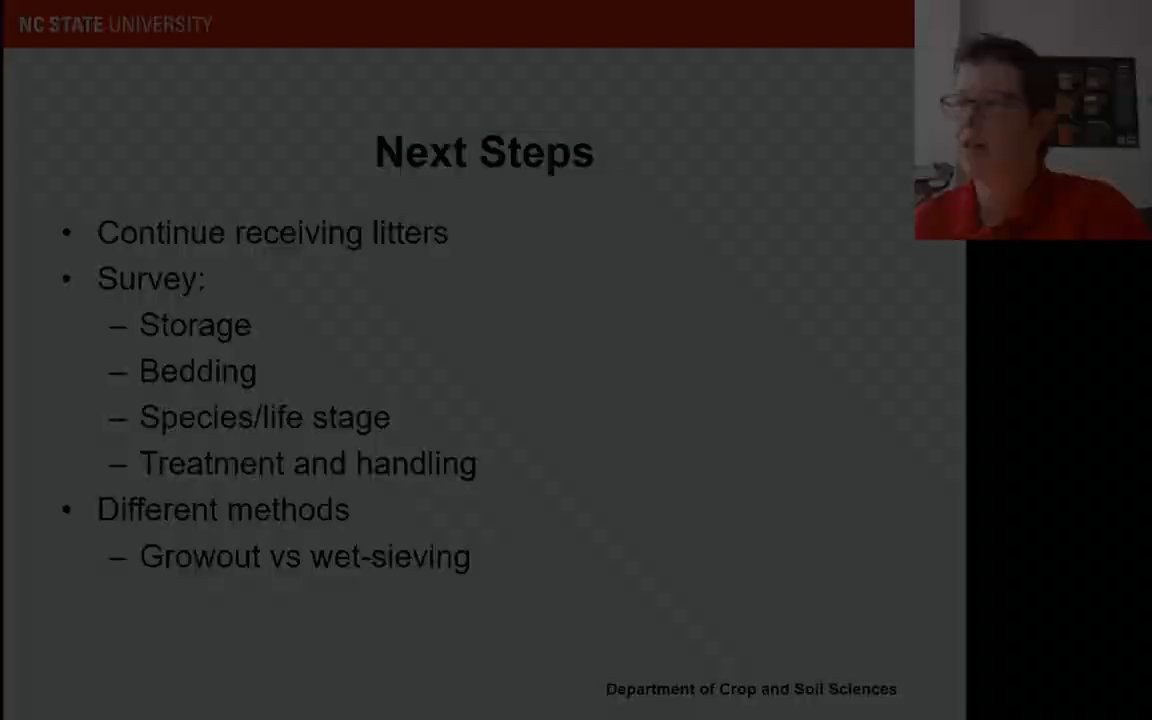 NC STATE UNIVERSITY
Next Steps
• Continue receiving litters
• Survey:
– Storage
– Bedding
– Species/life stage
– Treatment and handling
• Different methods
– Growout vs wet-sieving
Department of Crop and Soil Sciences